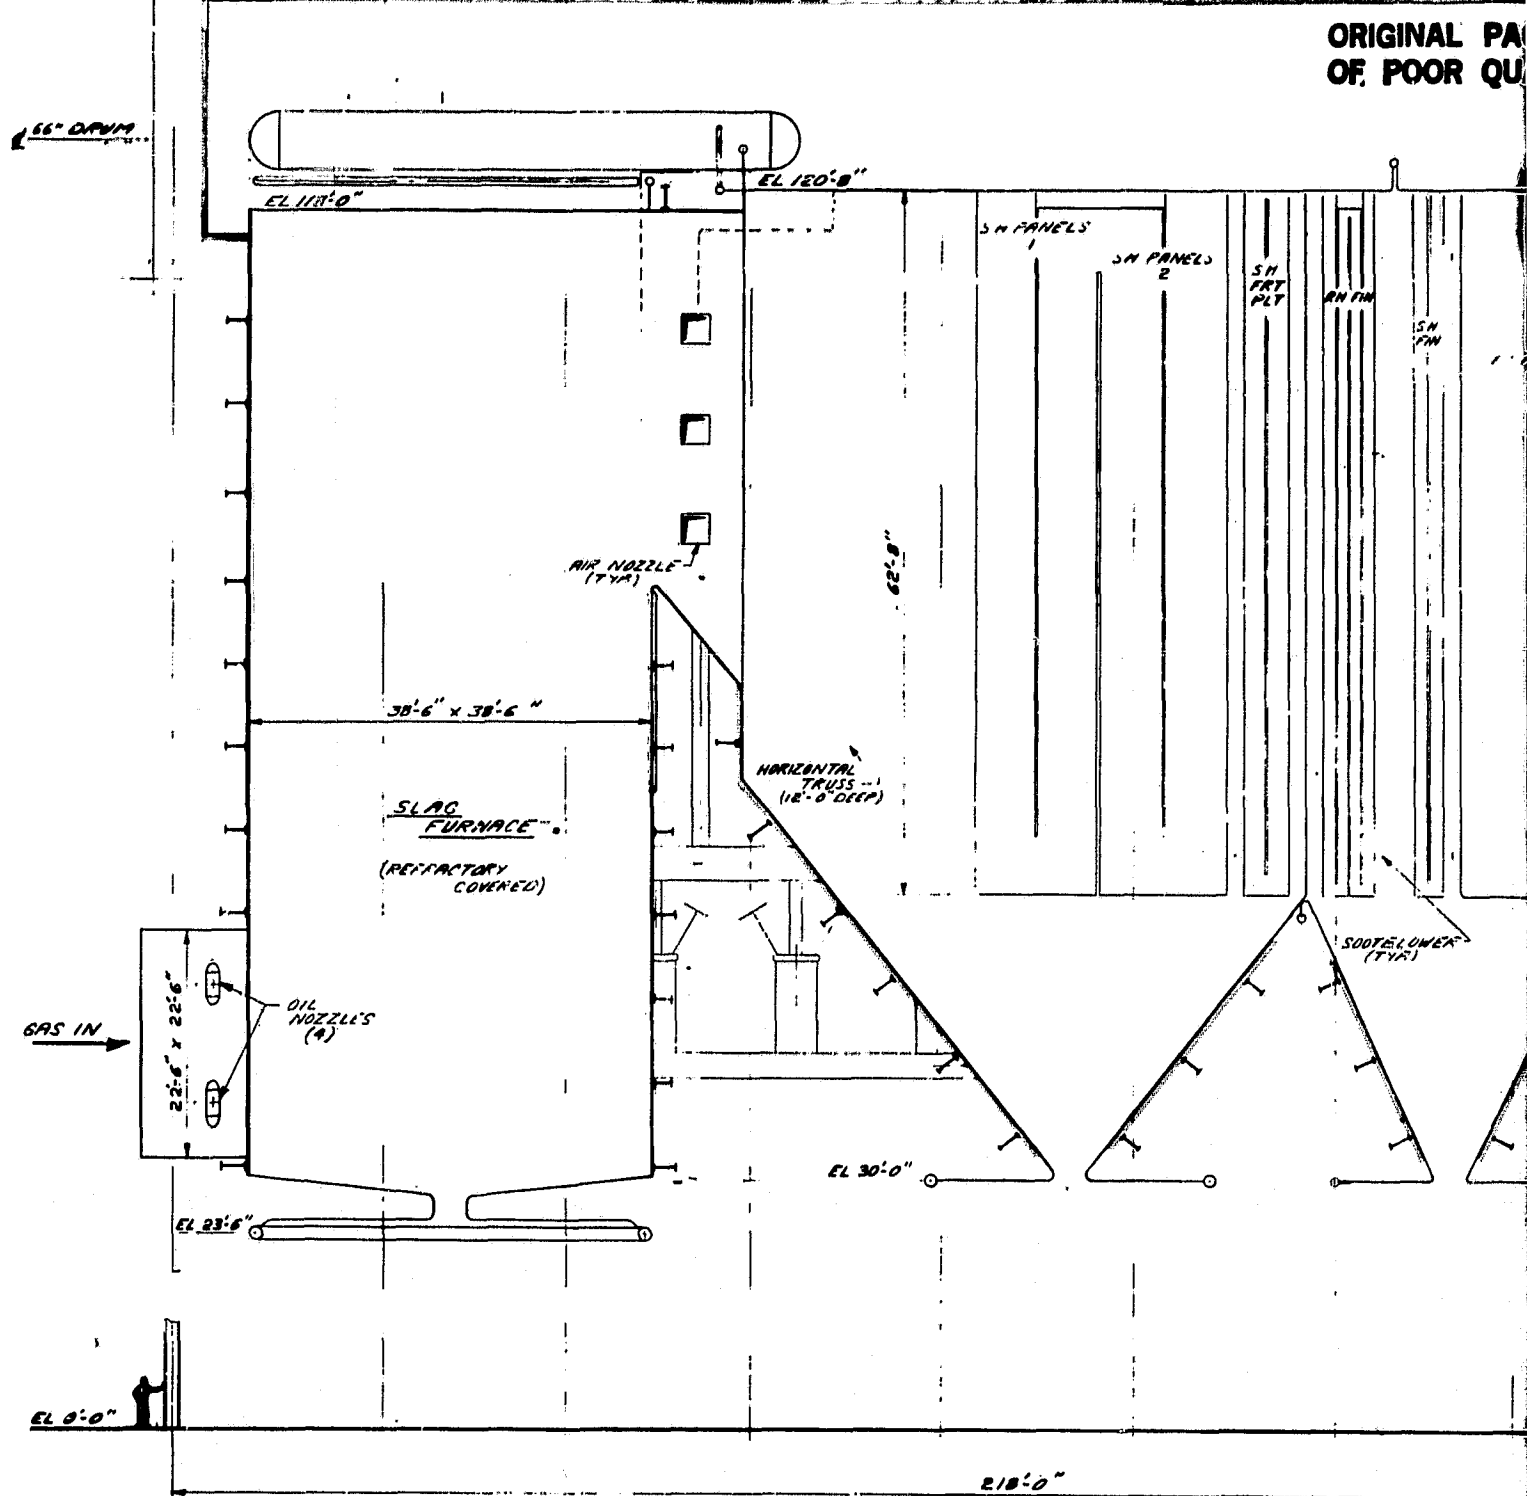 ORIGINAL PA
OF POOR QU
66" DRUM
EL 120'-8"
EL 118'-0"
SH PANELS
1
SH PANELS
2
SH
FRT
PLT
RH FIN
SH
FIN
AIR NOZZLE
(TYP)
62'-8"
38'-6" x 38'-6"
HORIZONTAL
TRUSS
(12'-0" DEEP)
SLAG
FURNACE
(REFRACTORY
COVERED)
SOOTBLOWER
(TYP)
GAS IN
22'-6" x 22'-6"
OIL
NOZZLES
(4)
EL 30'-0"
EL 23'-6"
EL 0'-0"
218'-0"